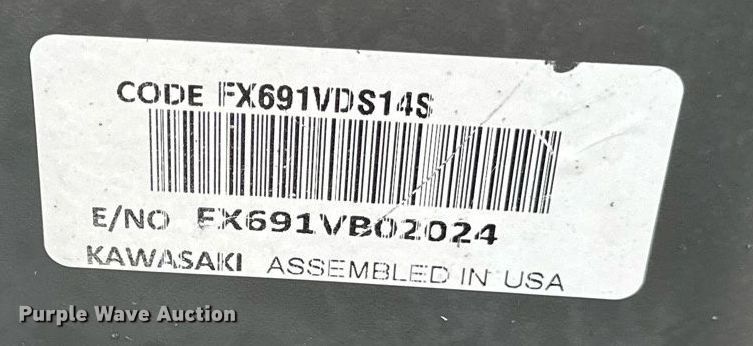 CODE FX691VDS14S
E/NO FX691VB02024
KAWASAKI ASSEMBLED IN USA
Purple Wave Auction